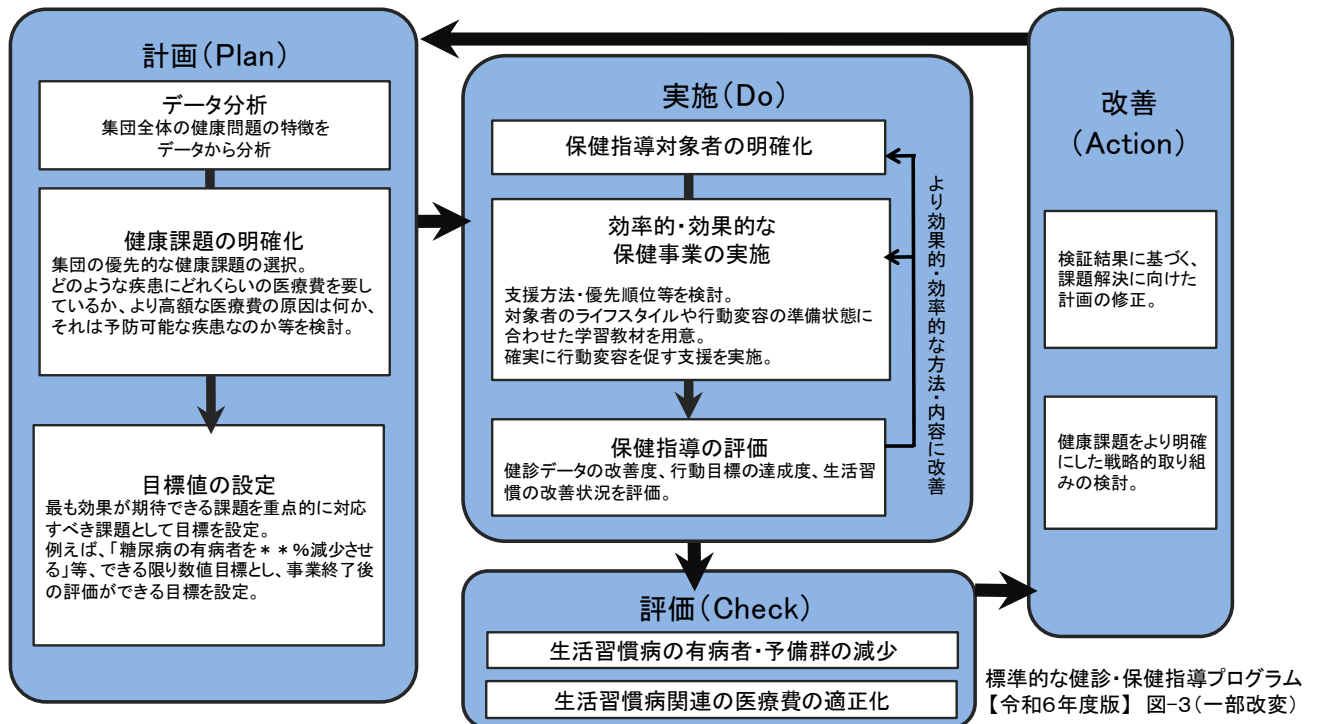 計画(Plan)
データ分析
集団全体の健康問題の特徴を
データから分析
健康課題の明確化
集団の優先的な健康課題の選択。
どのような疾患にどれくらいの医療費を要し
ているか、より高額な医療費の原因は何か、
それは予防可能な疾患なのか等を検討。
目標値の設定
最も効果が期待できる課題を重点的に対応
すべき課題として目標を設定。
例えば、「糖尿病の有病者を**%減少させ
る」等、できる限り数値目標とし、事業終了後
の評価ができる目標を設定。
実施(Do)
保健指導対象者の明確化
効率的・効果的な
保健事業の実施
支援方法・優先順位等を検討。
対象者のライフスタイルや行動変容の準備状態に
合わせた学習教材を用意。
確実に行動変容を促す支援を実施。
保健指導の評価
健診データの改善度、行動目標の達成度、生活習
慣の改善状況を評価。
より効果的・効率的な方法・内容に改善
評価(Check)
生活習慣病の有病者・予備群の減少
生活習慣病関連の医療費の適正化
改善
(Action)
検証結果に基づく、
課題解決に向けた
計画の修正。
健康課題をより明確
にした戦略的取り組
みの検討。
標準的な健診・保健指導プログラム
【令和6年度版】 図-3(一部改変)